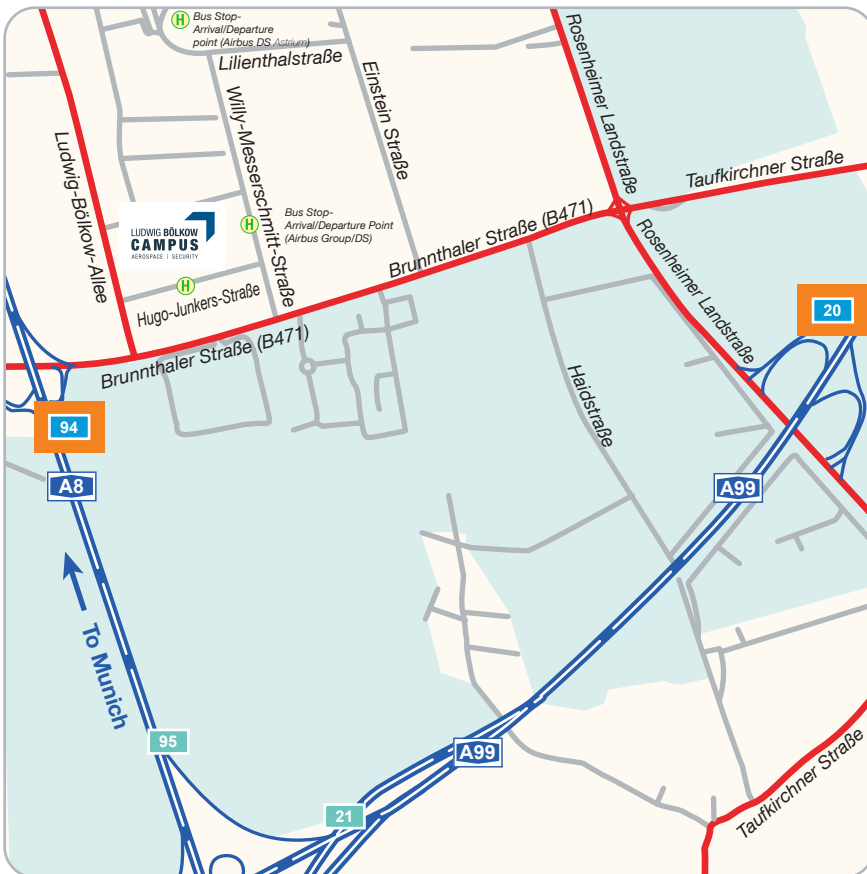 H
Bus Stop-
Arrival/Departure
point (Airbus DS Astrium)
Lilienthalstraße
Einstein Straße
Willy-Messerschmitt-Straße
Ludwig-Bölkow-Allee
Rosenheimer Landstraße
Taufkirchner Straße
LUDWIG BÖLKOW
CAMPUS
AEROSPACE | SECURITY
H
Bus Stop-
Arrival/Departure Point
(Airbus Group/DS)
Brunnthaler Straße (B471)
Rosenheimer Landstraße
H
Hugo-Junkers-Straße
20
Brunnthaler Straße (B471)
Haidstraße
94
A8
A99
To Munich
95
A99
21
Taufkirchner Straße